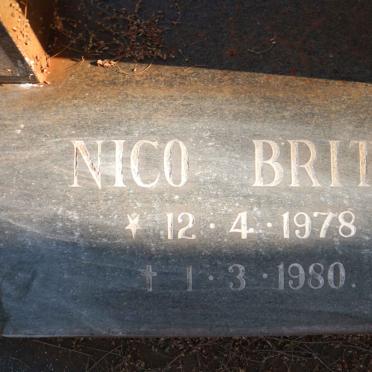 NICO BRIT
* 12 · 4 · 1978
† 1 · 3 · 1980.